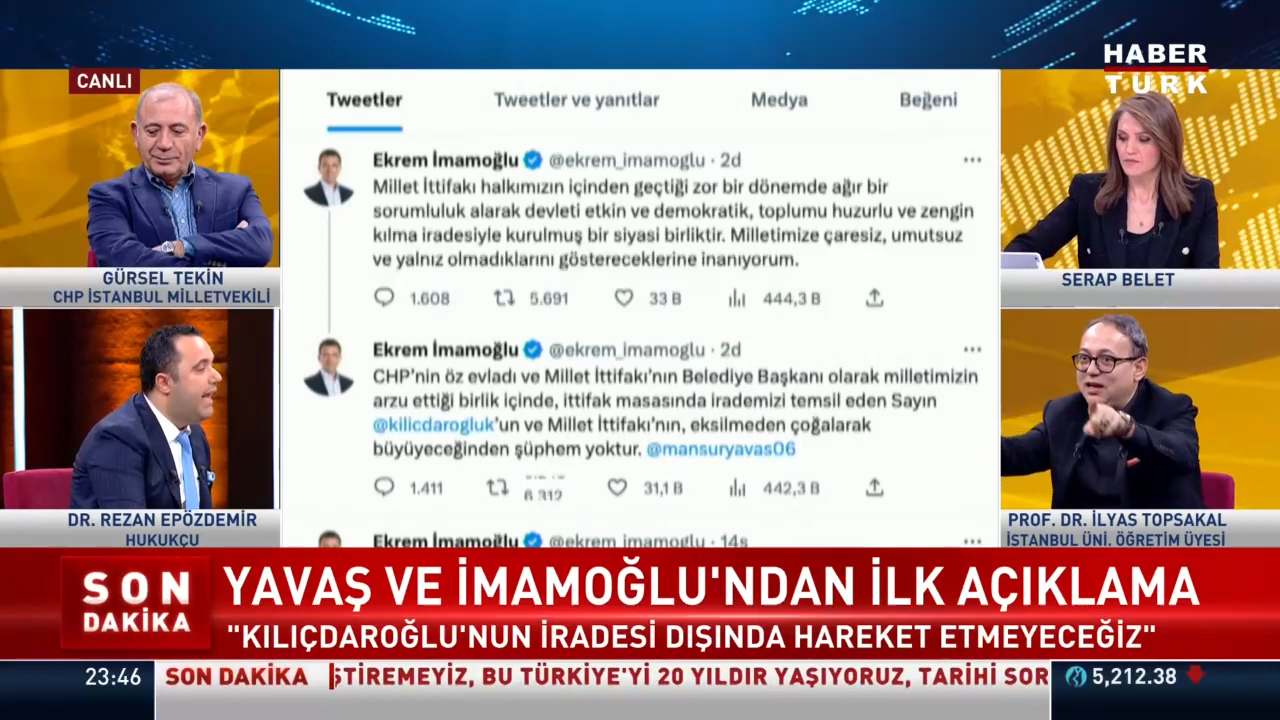 HABER
TÜRK
CANLI
GÜRSEL TEKİN
CHP İSTANBUL MİLLETVEKİLİ
DR. REZAN EPÖZDEMİR
HUKUKÇU
Tweetler Tweetler ve yanıtlar Medya Beğeni
Ekrem İmamoğlu @ekrem_imamoglu · 2d
Millet İttifakı halkımızın içinden geçtiği zor bir dönemde ağır bir
sorumluluk alarak devleti etkin ve demokratik, toplumu huzurlu ve zengin
kılma iradesiyle kurulmuş bir siyasi birliktir. Milletimize çaresiz, umutsuz
ve yalnız olmadıklarını göstereceklerine inanıyorum.
1.608 5.691 33 B 444,3 B
Ekrem İmamoğlu @ekrem_imamoglu · 2d
CHP'nin öz evladı ve Millet İttifakı'nın Belediye Başkanı olarak milletimizin
arzu ettiği birlik içinde, ittifak masasında irademizi temsil eden Sayın
@kilicdarogluk'un ve Millet İttifakı'nın, eksilmeden çoğalarak
büyüyeceğinden şüphem yoktur. @mansuryavas06
1.411 6.312 31,1 B 442,3 B
Ekrem İmamoğlu @ekrem_imamoglu · 14s
SERAP BELET
PROF. DR. İLYAS TOPSAKAL
İSTANBUL ÜNİ. ÖĞRETİM ÜYESİ
SON
DAKİKA
YAVAŞ VE İMAMOĞLU'NDAN İLK AÇIKLAMA
"KILIÇDAROĞLU'NUN İRADESİ DIŞINDA HAREKET ETMEYECEĞİZ"
23:46 SON DAKİKA ŞTİREMEYİZ, BU TÜRKİYE'Yİ 20 YILDIR YAŞIYORUZ, TARİHİ SOR 5,212.38